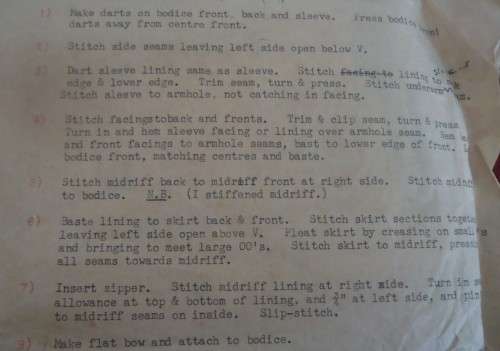 1) Make darts on bodice front, back and sleeve. Press bodice front
darts away from centre front.
2) Stitch side seams leaving left side open below V.
3) Dart sleeve lining same as sleeve. Stitch facing to lining to
edge & lower edge. Trim seam, turn & press. Stitch underarm
Stitch sleeve to armhole, not catching in facing.
4) Stitch facingstoback and fronts. Trim & clip seam, turn & press
Turn in and hem sleeve facing or lining over armhole seam. Hem
and front facings to armhole seams, bast to lower edge of front.
bodice front, matching centres and baste.
5) Stitch midriff back to midriff front at right side. Stitch
to bodice. N.B. (I stiffened midriff.)
6) Baste lining to skirt back & front. Stitch skirt sections
leaving left side open above V. Pleat skirt by creasing on
and bringing to meet large OO's. Stitch skirt to midriff,
all seams towards midriff.
7) Insert zipper. Stitch midriff lining at right side. Turn in
allowance at top & bottom of lining, and ¾" at left side, and pin
to midriff seams on inside. Slip-stitch.
Make flat bow and attach to bodice.